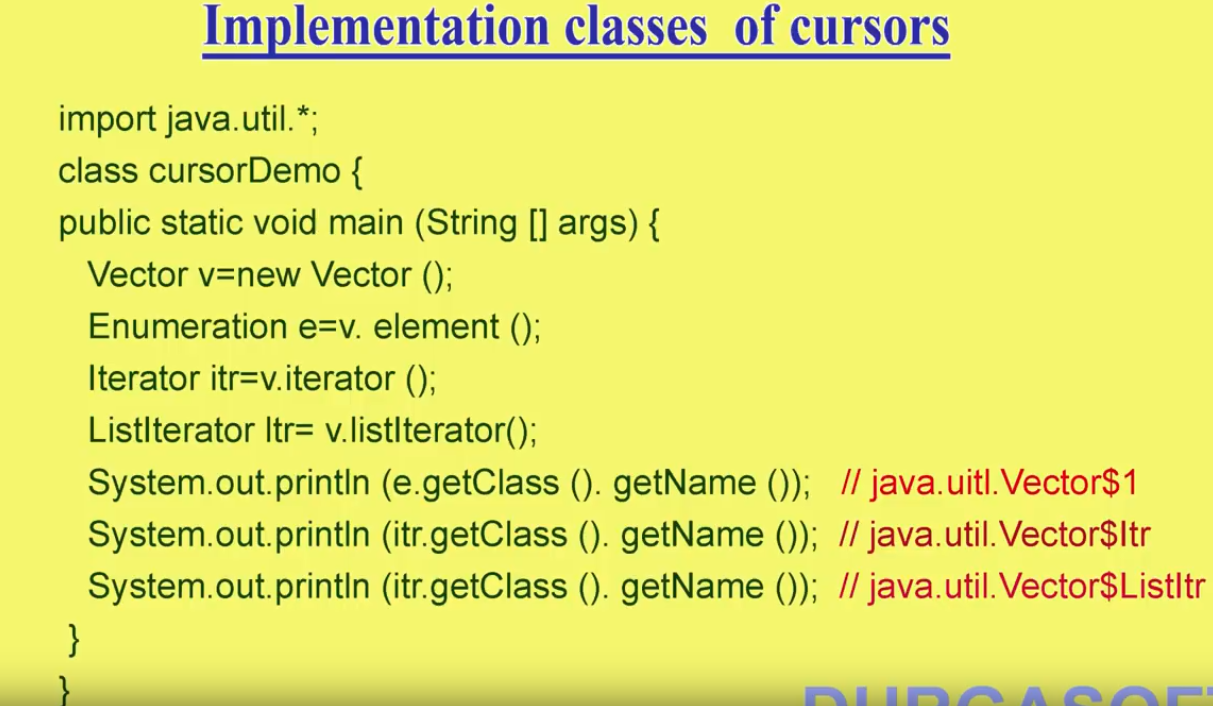 Implementation classes of cursors
import java.util.*;
class cursorDemo {
public static void main (String [] args) {
Vector v=new Vector ();
Enumeration e=v. element ();
Iterator itr=v.iterator ();
ListIterator ltr= v.listIterator();
System.out.println (e.getClass (). getName ()); // java.uitl.Vector$1
System.out.println (itr.getClass (). getName ()); // java.util.Vector$Itr
System.out.println (itr.getClass (). getName ()); // java.util.Vector$ListItr
}
}
DURGASOFT